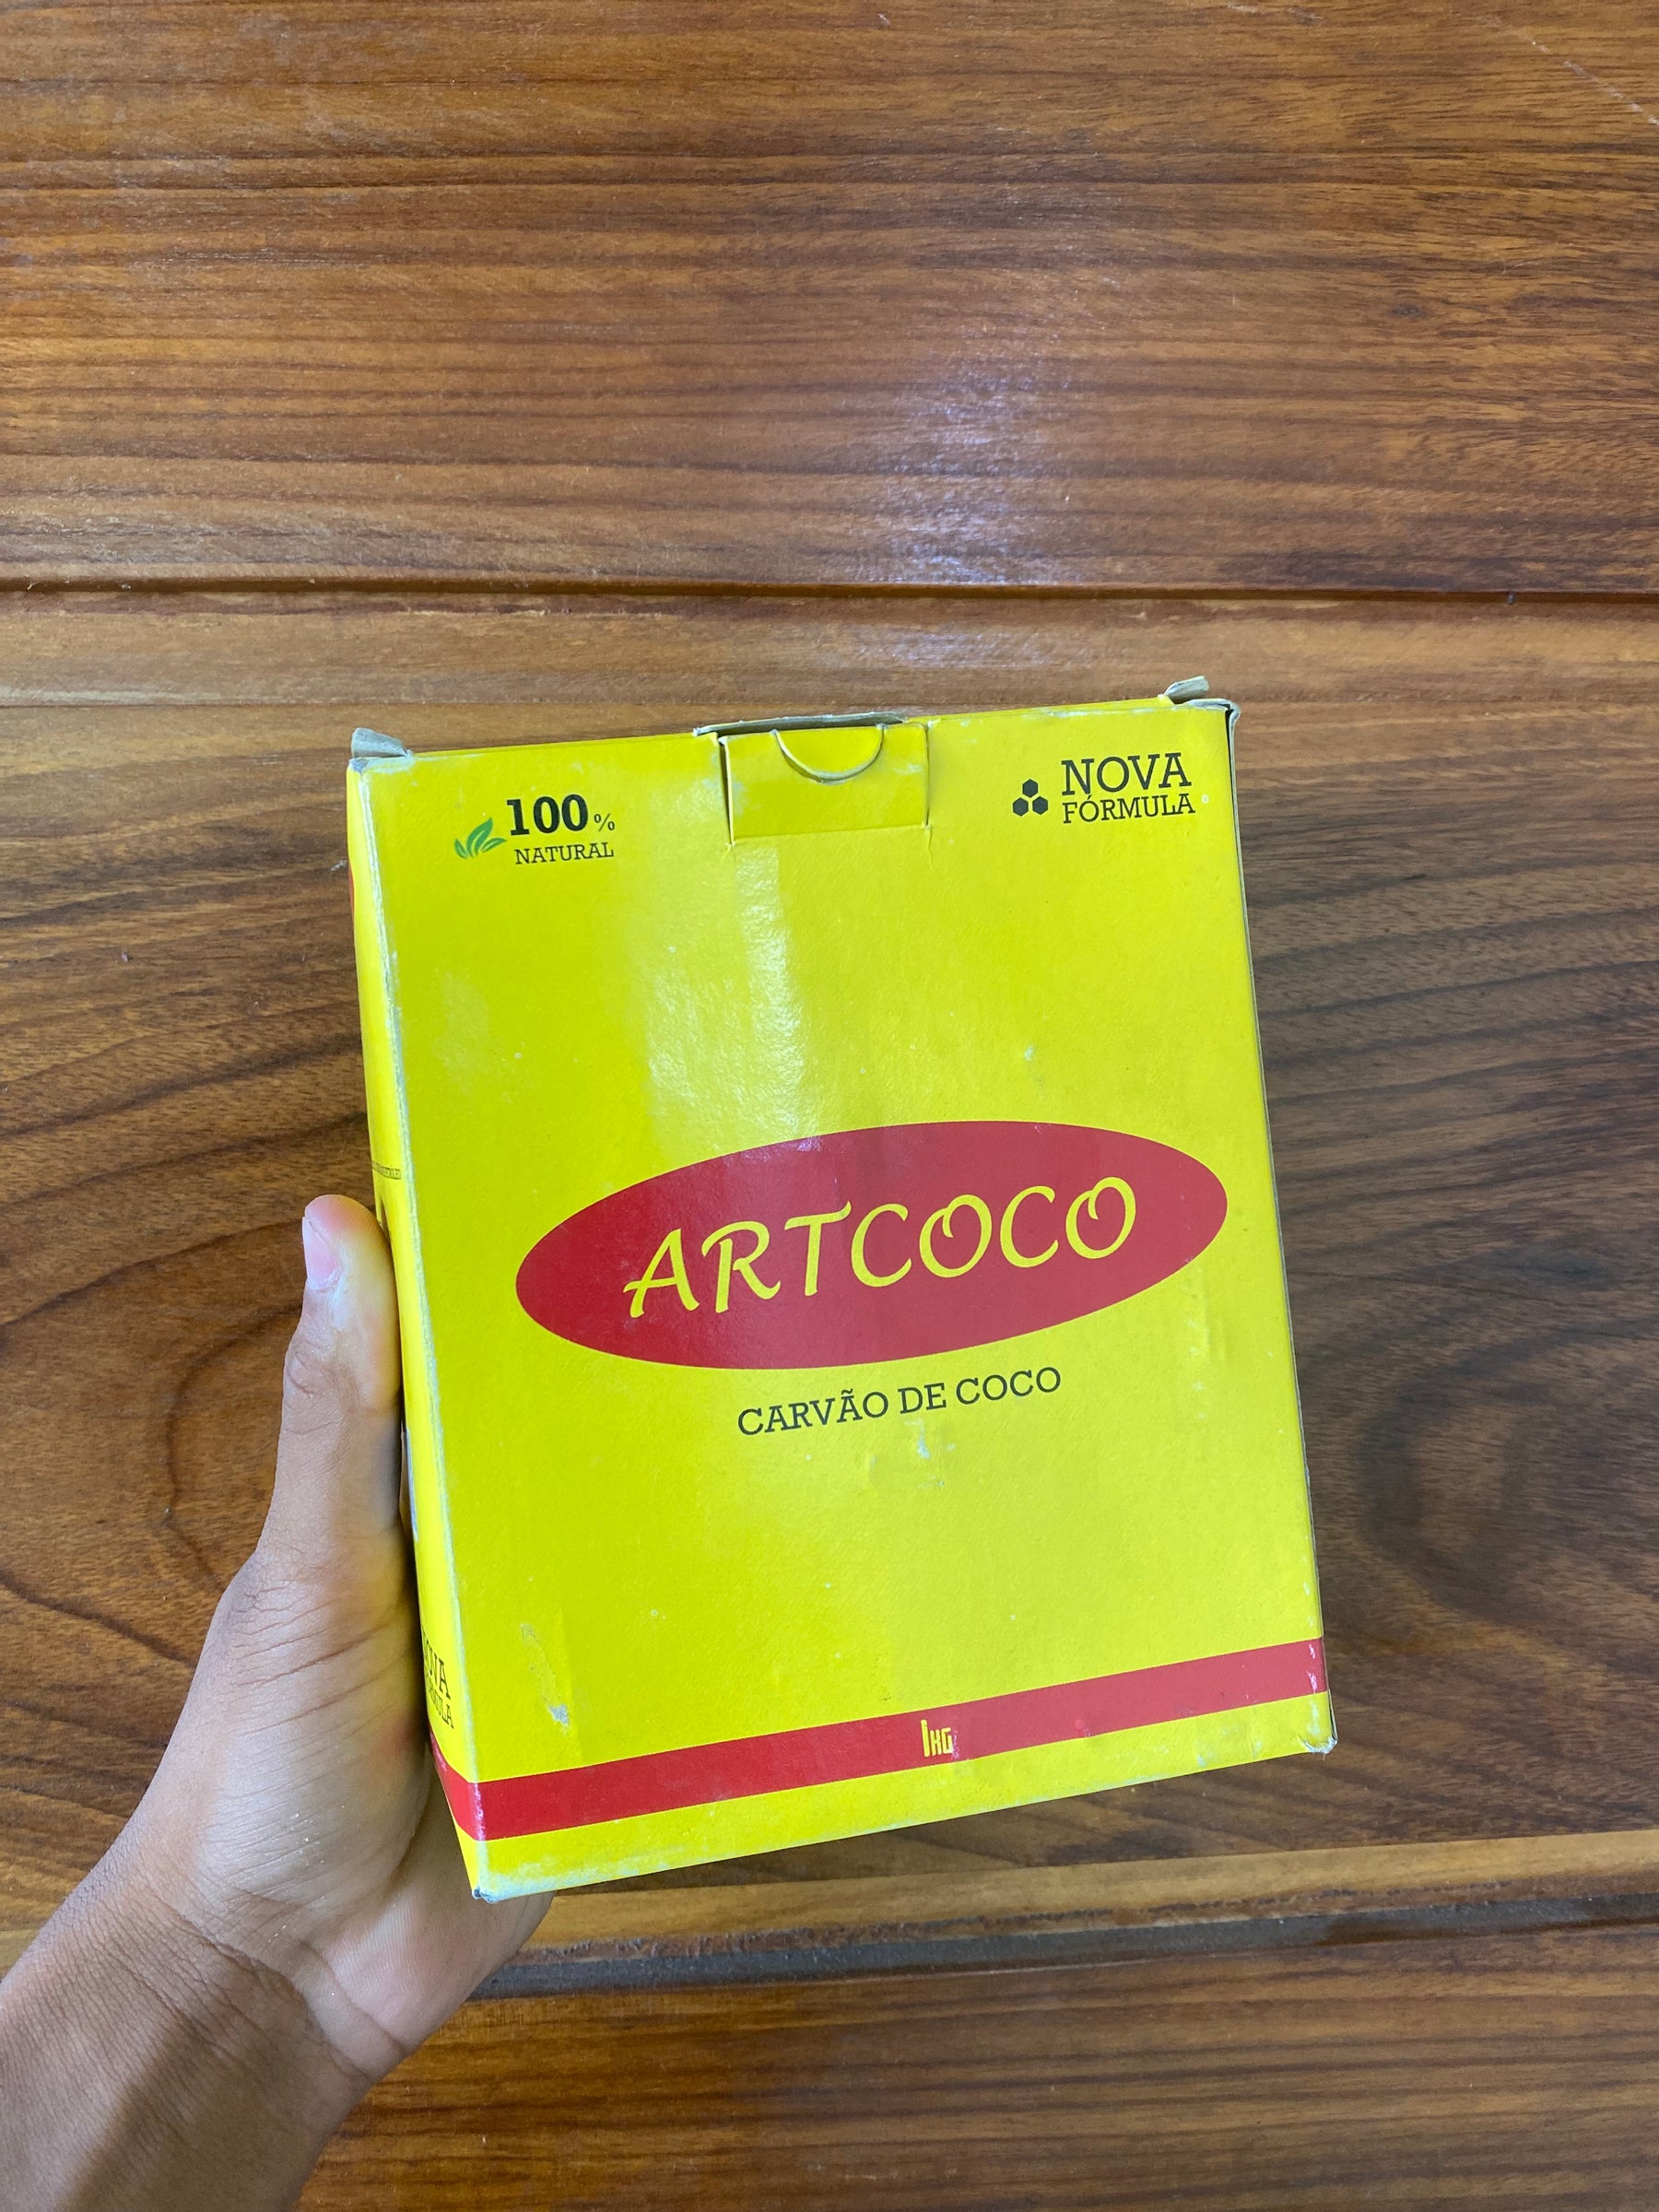 100%
NATURAL
NOVA
FÓRMULA
ARTCOCO
CARVÃO DE COCO
1KG